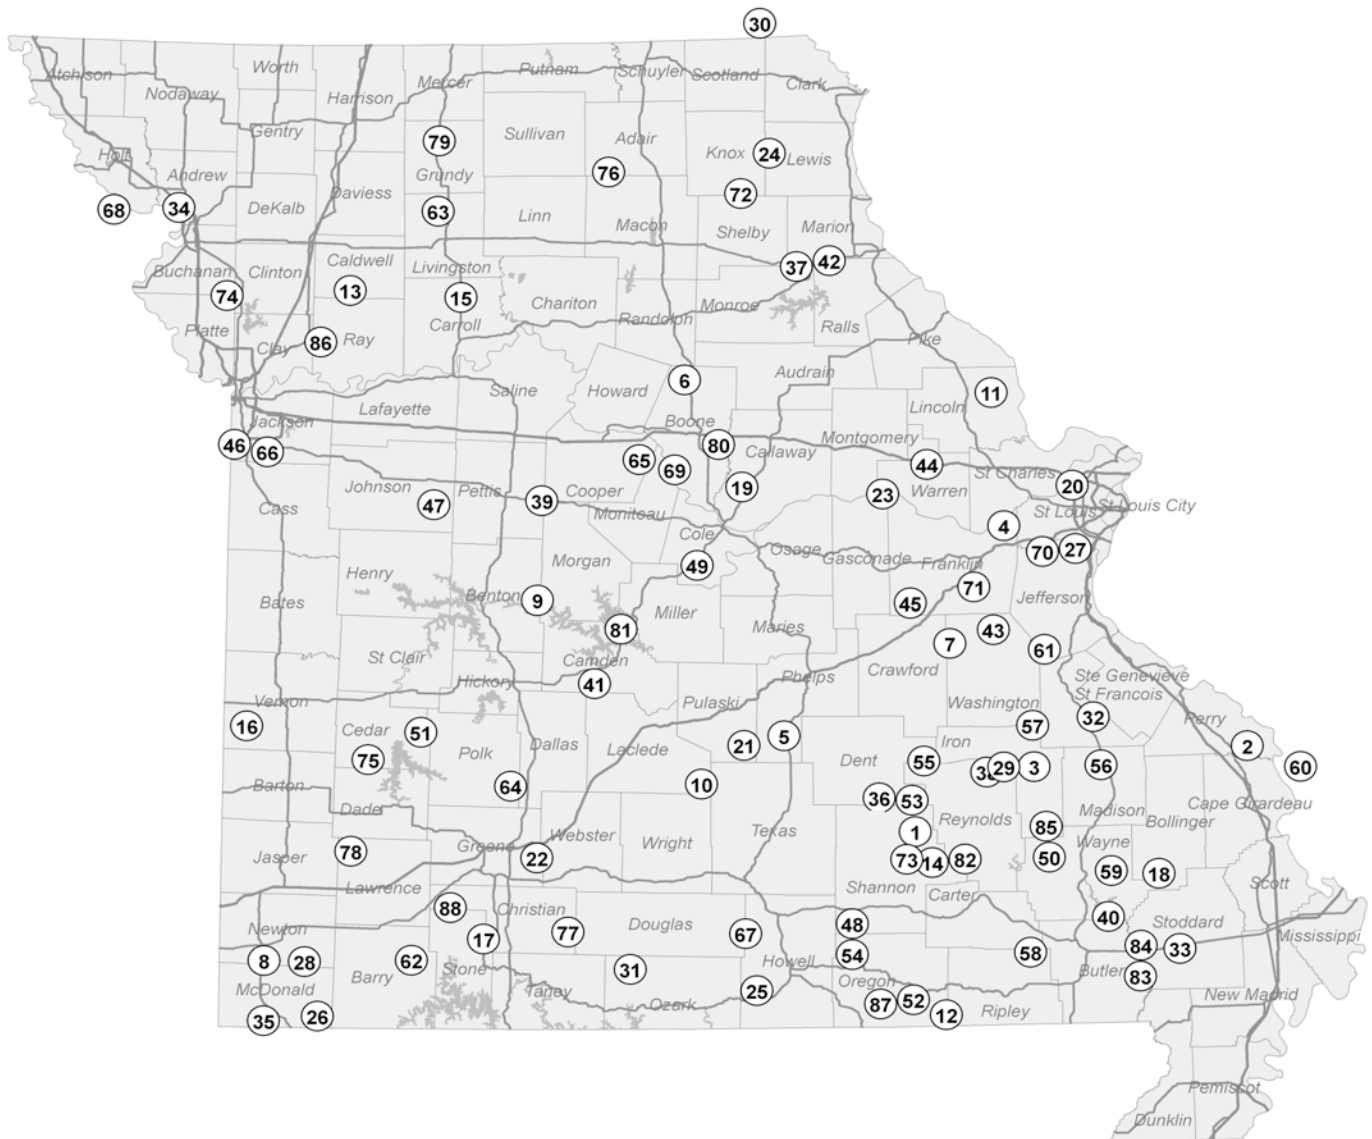 30
Atchison
Worth
Mercer
Putnam
Schuyler
Scotland
Clark
Nodaway
Harrison
Gentry
79
Sullivan
Adair
Knox
24
Lewis
Holt
Andrew
Grundy
76
72
68
34
DeKalb
Daviess
63
Linn
Macon
Shelby
Marion
Buchanan
Clinton
Caldwell
Livingston
37
42
74
13
15
Chariton
Monroe
Randolph
Ralls
Platte
Clay
86
Ray
Carroll
Pike
6
Audrain
11
Saline
Howard
Lincoln
Lafayette
Jackson
Boone
Montgomery
46
66
65
69
80
Callaway
44
St Charles
20
Johnson
47
Pettis
39
Cooper
19
23
Warren
St Louis
St Louis City
Cass
Moniteau
Cole
4
Morgan
49
Osage
Gasconade
Franklin
70
27
Henry
Benton
9
71
Bates
Miller
45
Jefferson
81
Maries
7
43
61
St Clair
Camden
Hickory
41
Phelps
Crawford
Ste Genevieve
St Francois
Vernon
Pulaski
Washington
16
Cedar
51
57
32
Perry
75
Polk
Dallas
Laclede
21
5
Dent
Iron
55
29
3
56
2
60
Barton
64
10
36
53
Dade
Madison
Cape Girardeau
Bollinger
78
Jasper
Greene
22
Webster
Wright
Texas
1
Reynolds
85
Wayne
73
14
82
50
59
18
Lawrence
Shannon
Carter
Scott
88
Christian
Newton
17
77
Douglas
67
48
40
Stoddard
Mississippi
8
28
62
Barry
Stone
31
Howell
54
58
84
33
McDonald
Taney
Ozark
25
Oregon
87
52
12
Ripley
Butler
83
New Madrid
35
26
Pemiscot
Dunklin